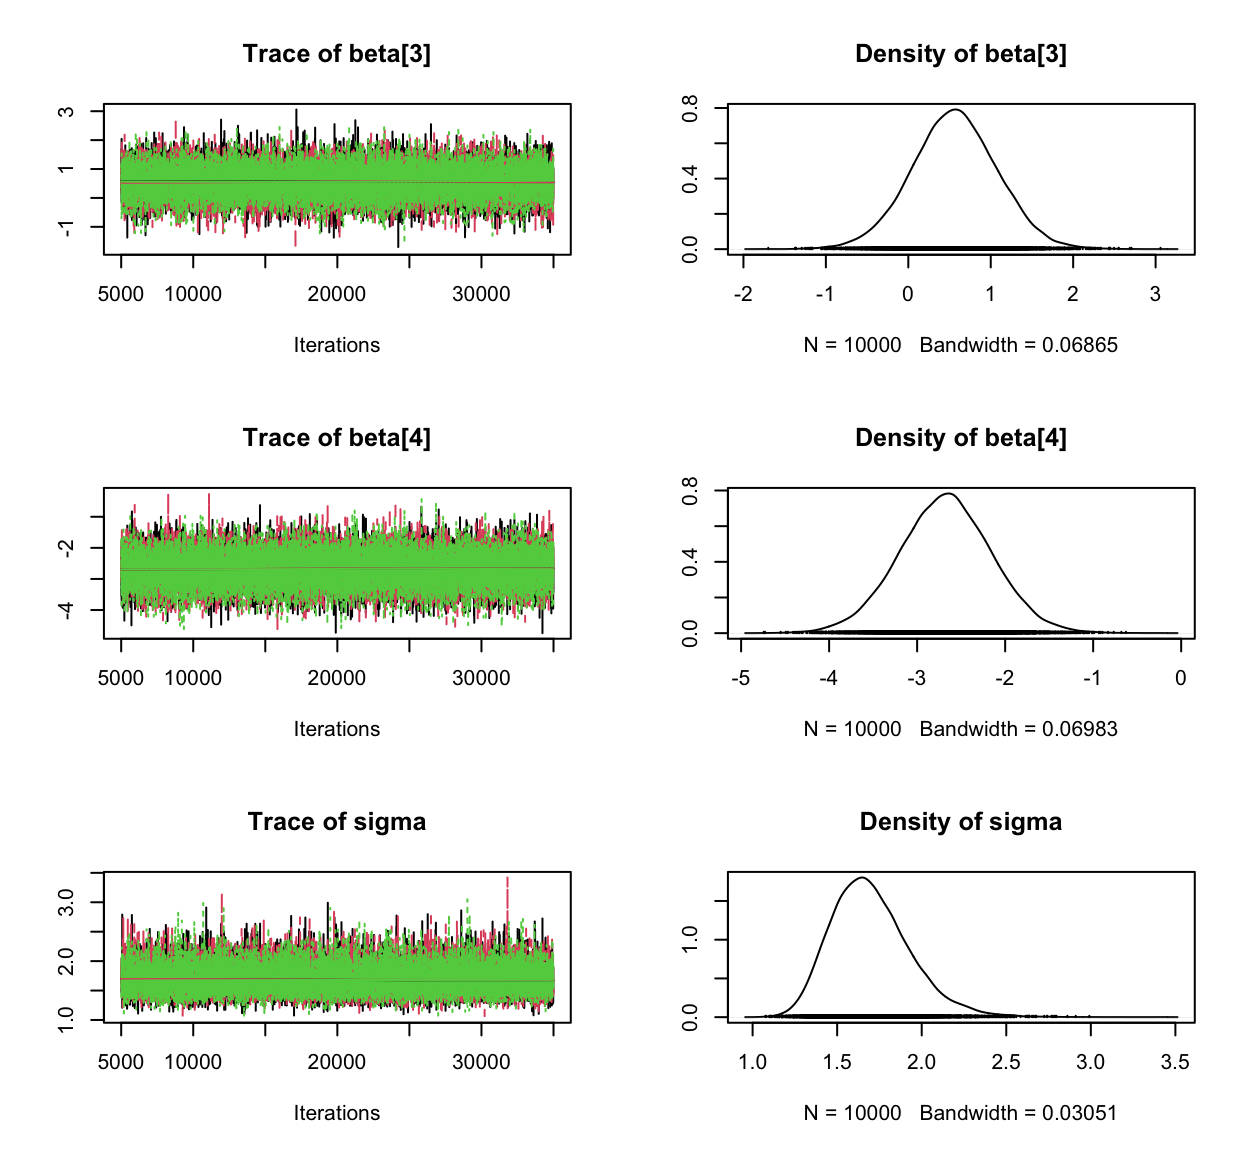 Trace of beta[3]
3
1
-1
5000 10000 20000 30000
Iterations
Density of beta[3]
0.8
0.4
0.0
-2 -1 0 1 2 3
N = 10000 Bandwidth = 0.06865
Trace of beta[4]
-2
-4
5000 10000 20000 30000
Iterations
Density of beta[4]
0.8
0.4
0.0
-5 -4 -3 -2 -1 0
N = 10000 Bandwidth = 0.06983
Trace of sigma
3.0
2.0
1.0
5000 10000 20000 30000
Iterations
Density of sigma
1.0
0.0
1.0 1.5 2.0 2.5 3.0 3.5
N = 10000 Bandwidth = 0.03051